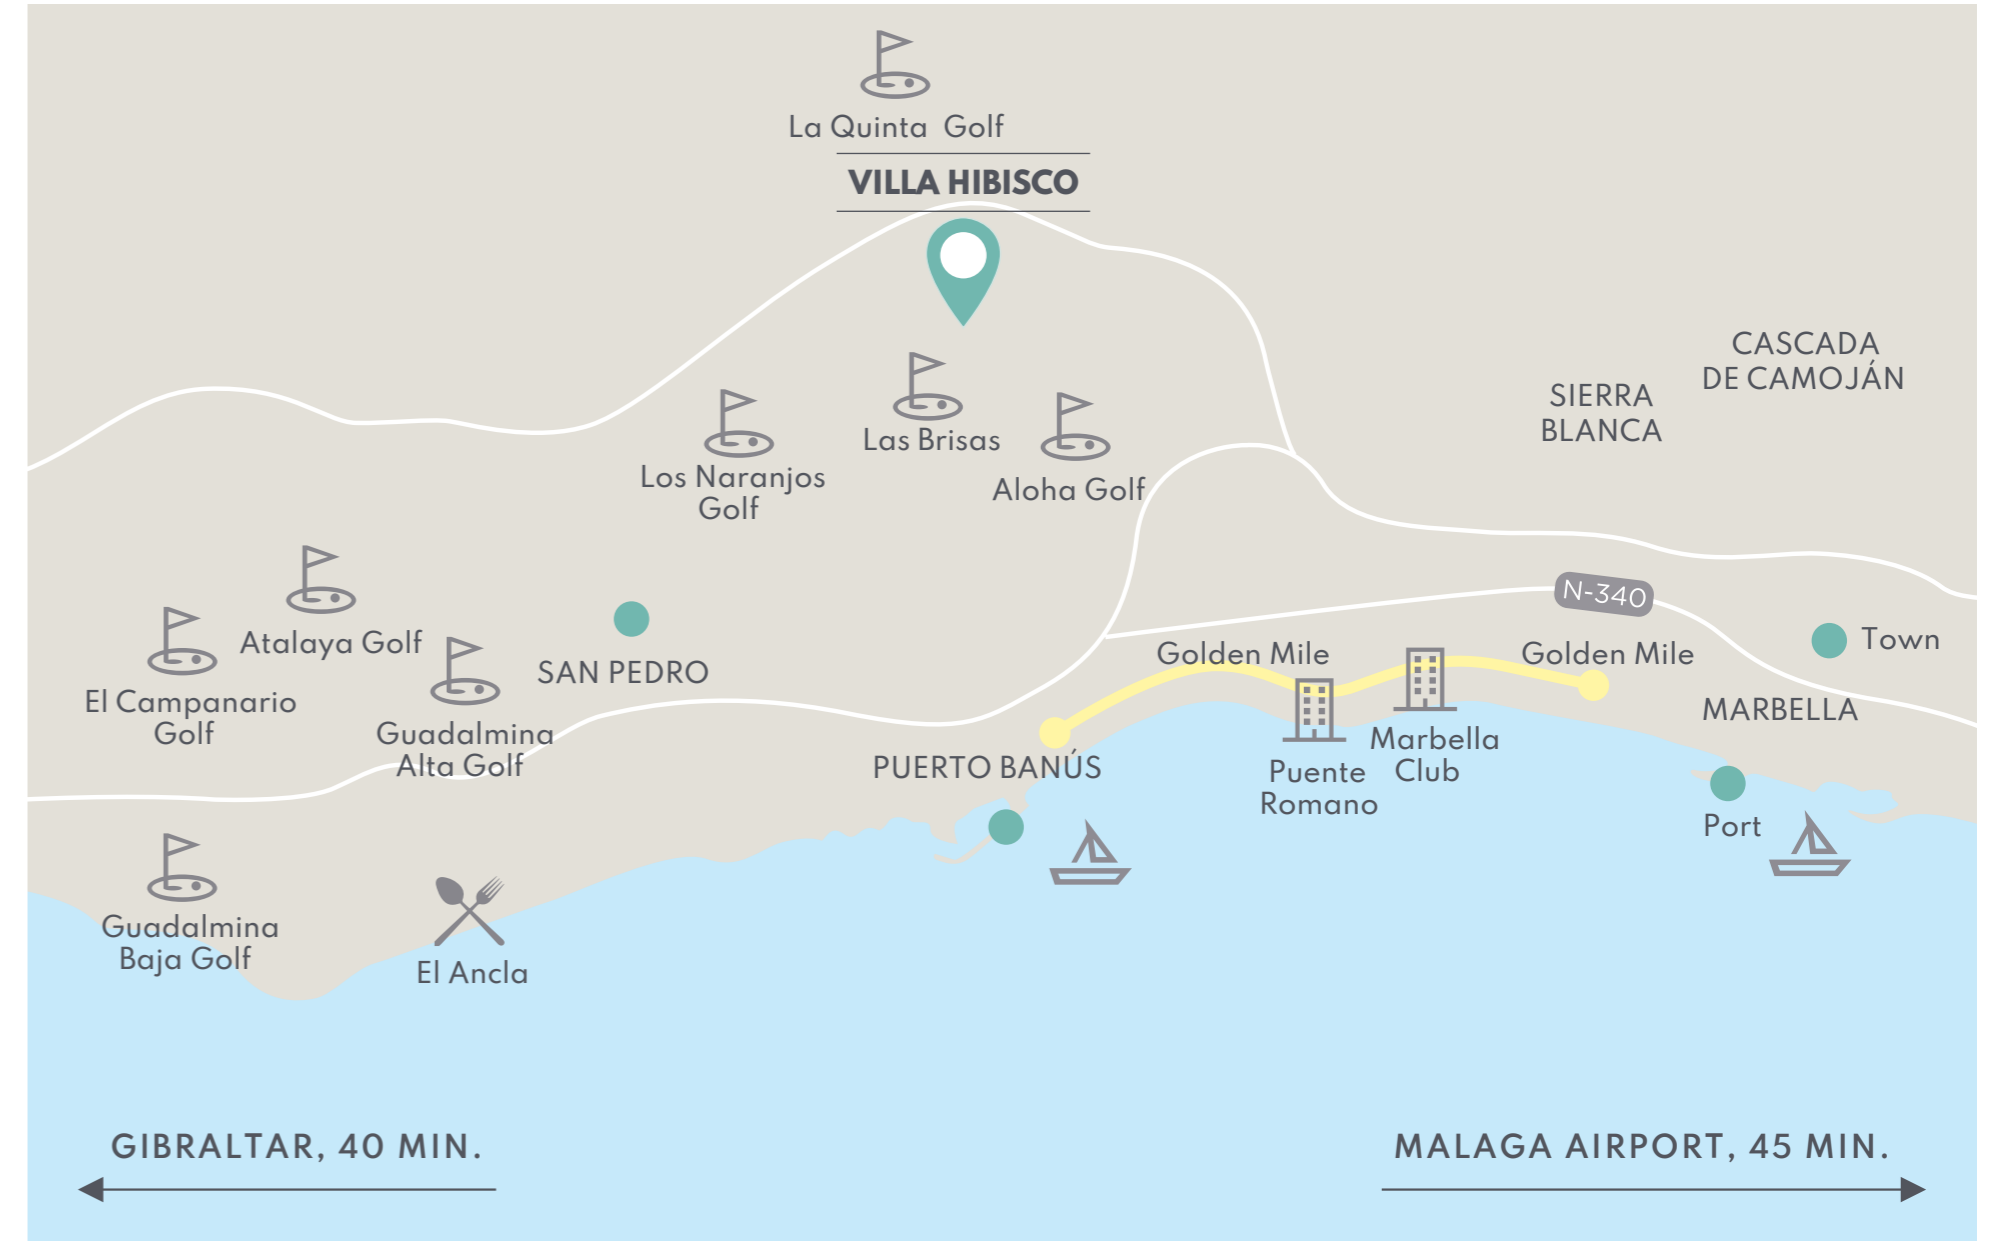 La Quinta Golf
VILLA HIBISCO
CASCADA
DE CAMOJÁN
SIERRA
BLANCA
Las Brisas
Los Naranjos
Golf
Aloha Golf
N-340
Atalaya Golf
El Campanario
Golf
Guadalmina
Alta Golf
SAN PEDRO
Golden Mile
Golden Mile
Town
MARBELLA
PUERTO BANÚS
Puente
Romano
Marbella
Club
Port
Guadalmina
Baja Golf
El Ancla
GIBRALTAR, 40 MIN.
MALAGA AIRPORT, 45 MIN.